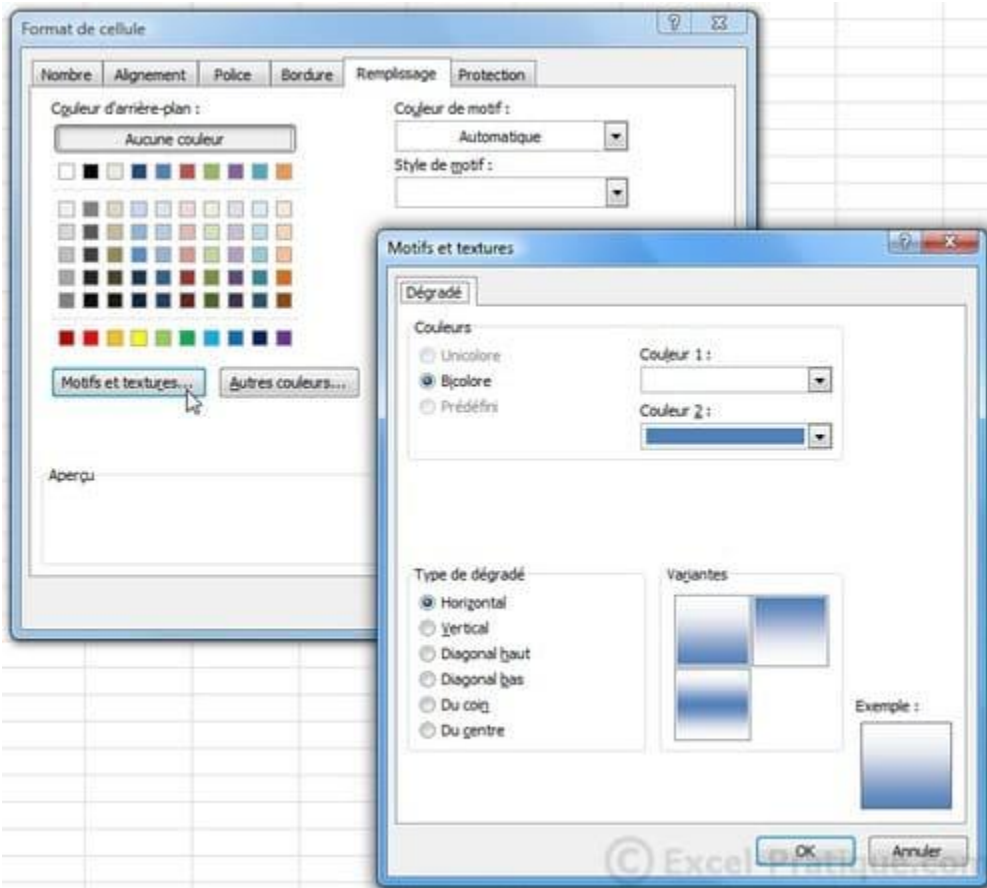 Format de cellule
Nombre Alignement Police Bordure Remplissage Protection
Couleur d'arrière-plan :
Aucune couleur
Couleur de motif :
Automatique
Style de motif :
Motifs et textures...
Autres couleurs...
Aperçu
Motifs et textures
Dégradé
Couleurs
Unicolore
Bicolore
Prédéfini
Couleur 1 :
Couleur 2 :
Type de dégradé
Horizontal
Vertical
Diagonal haut
Diagonal bas
Du coin
Du centre
Variantes
Exemple :
OK
Annuler
© Excel-Pratique.com